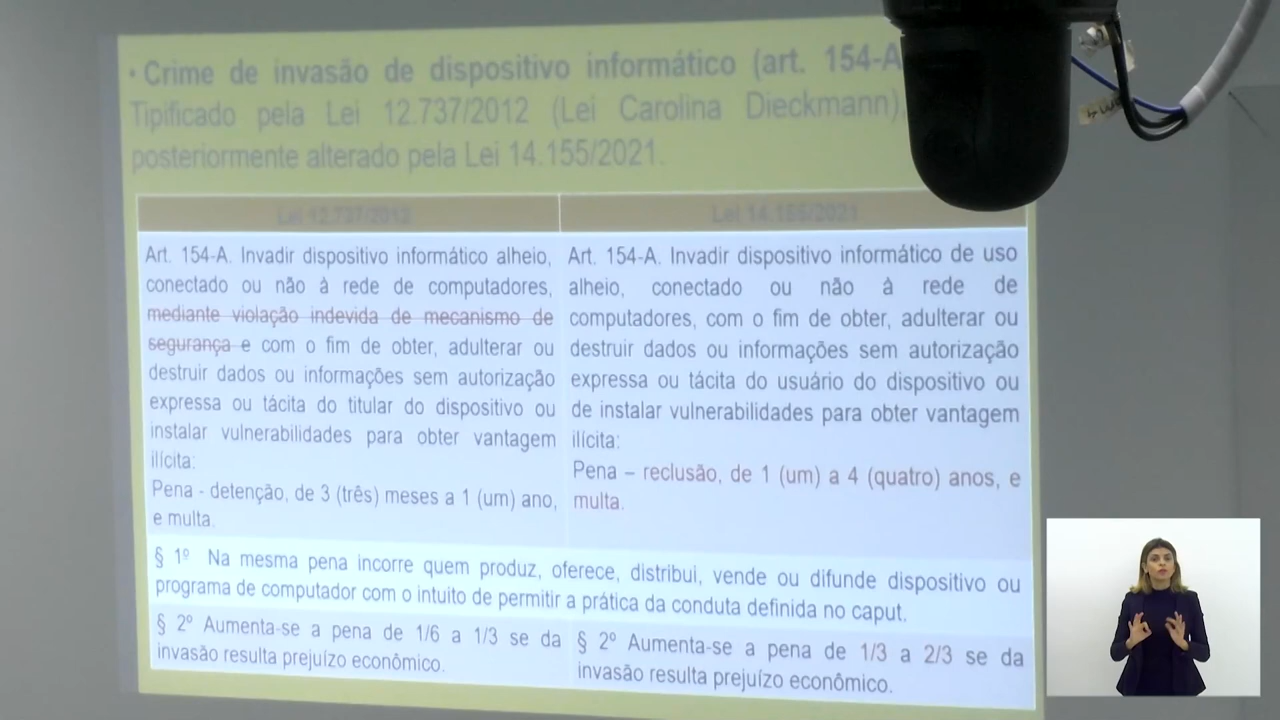 • Crime de invasão de dispositivo informático (art. 154-A
Tipificado pela Lei 12.737/2012 (Lei Carolina Dieckmann),
posteriormente alterado pela Lei 14.155/2021.
Lei 12.737/2012
Lei 14.155/2021
Art. 154-A. Invadir dispositivo informático alheio,
conectado ou não à rede de computadores,
mediante violação indevida de mecanismo de
segurança e com o fim de obter, adulterar ou
destruir dados ou informações sem autorização
expressa ou tácita do titular do dispositivo ou
instalar vulnerabilidades para obter vantagem
ilícita:
Pena - detenção, de 3 (três) meses a 1 (um) ano,
e multa.
Art. 154-A. Invadir dispositivo informático de uso
alheio, conectado ou não à rede de
computadores, com o fim de obter, adulterar ou
destruir dados ou informações sem autorização
expressa ou tácita do usuário do dispositivo ou
de instalar vulnerabilidades para obter vantagem
ilícita:
Pena – reclusão, de 1 (um) a 4 (quatro) anos, e
multa.
§ 1º Na mesma pena incorre quem produz, oferece, distribui, vende ou difunde dispositivo ou
programa de computador com o intuito de permitir a prática da conduta definida no caput.
§ 2º Aumenta-se a pena de 1/6 a 1/3 se da
invasão resulta prejuízo econômico.
§ 2º Aumenta-se a pena de 1/3 a 2/3 se da
invasão resulta prejuízo econômico.